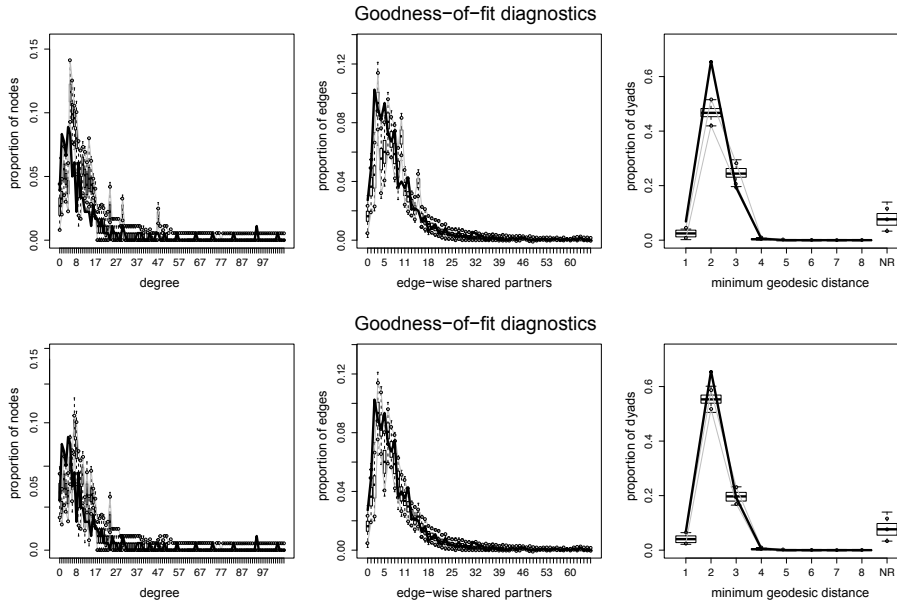 Goodness-of-fit diagnostics
0.15
0.10
0.05
0.00
proportion of nodes
0 8 17 27 37 47 57 67 77 87 97
degree
0.12
0.08
0.04
0.00
proportion of edges
0 5 11 18 25 32 39 46 53 60
edge-wise shared partners
0.6
0.4
0.2
0.0
proportion of dyads
1 2 3 4 5 6 7 8 NR
minimum geodesic distance
Goodness-of-fit diagnostics
0.15
0.10
0.05
0.0
proportion of nodes
0 8 17 27 37 47 57 67 77 87 97
degree
0.12
0.08
0.04
0.00
proportion of edges
0 5 11 18 25 32 39 46 53 60
edge-wise shared partners
0.6
0.4
0.2
0.0
proportion of dyads
1 2 3 4 5 6 7 8 NR
minimum geodesic distance